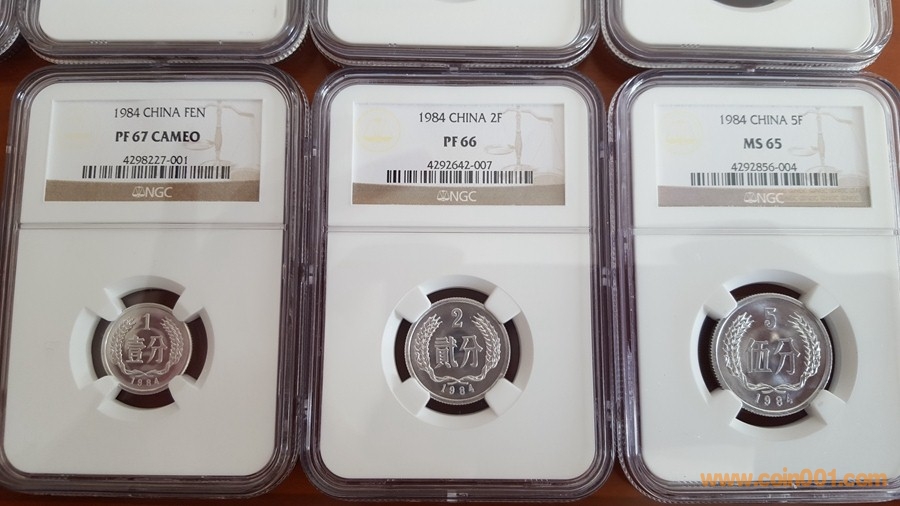 1984 CHINA FEN
PF 67 CAMEO
4298227-001
NGC
1
壹分
1984
1984 CHINA 2F
PF 66
4292642-007
NGC
2
贰分
1984
1984 CHINA 5F
MS 65
4292856-004
NGC
5
伍分
1984
www.coin001.com